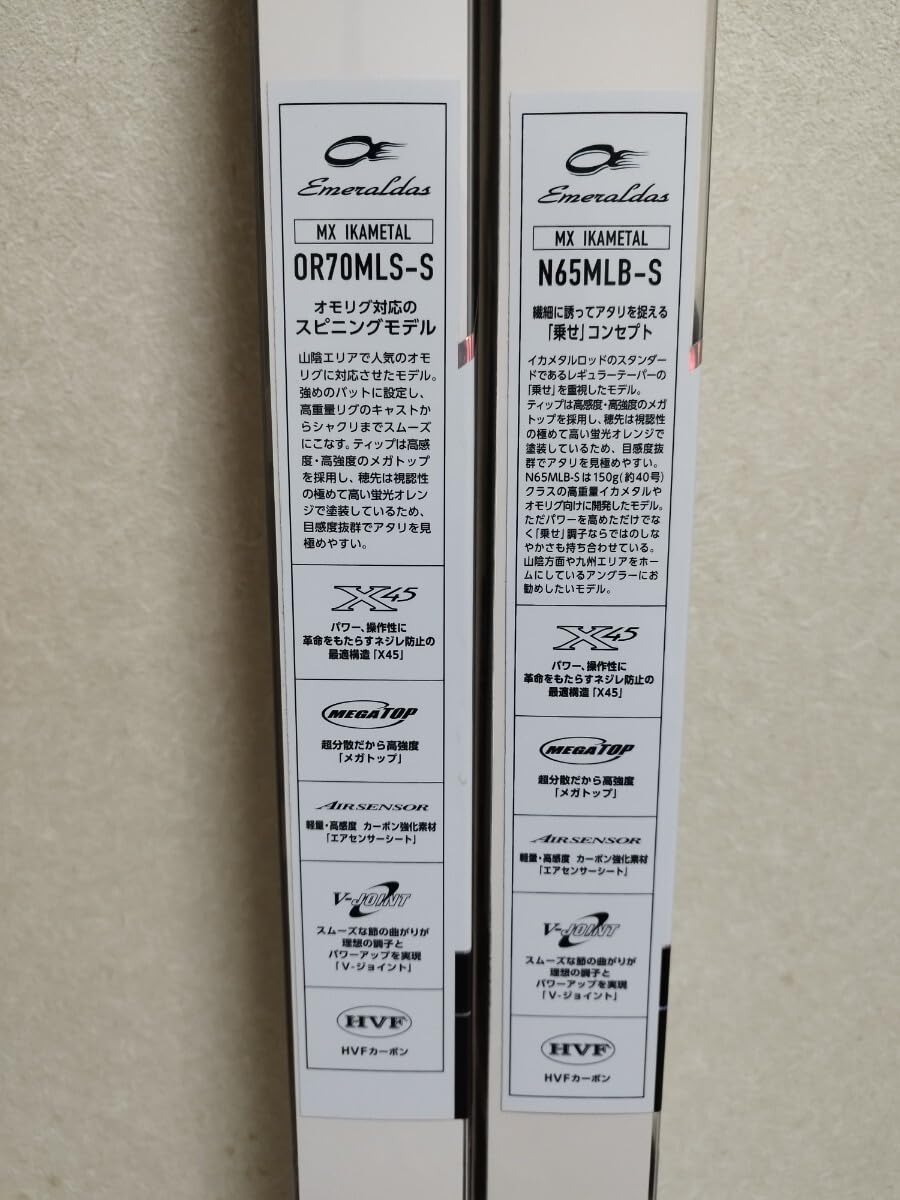 Emeraldas
MX IKAMETAL
OR70MLS-S
オモリグ対応の
スピニングモデル
山陰エリアで人気のオモ
リグに対応させたモデル。
強めのバットに設定し、
高重量リグのキャストか
らシャクリまでスムーズ
にこなす。ティップは高感
度・高強度のメガトップ
を採用し、穂先は視認性
の極めて高い蛍光オレン
ジで塗装しているため、
目感度抜群でアタリを見
極めやすい。
X45
パワー、操作性に
革命をもたらすネジレ防止の
最適構造「X45」
MEGATOP
超分散だから高強度
「メガトップ」
AIRSENSOR
軽量・高感度 カーボン強化素材
「エアセンサーシート」
V-JOINT
スムーズな節の曲がりが
理想の調子と
パワーアップを実現
「V-ジョイント」
HVF
HVFカーボン
Emeraldas
MX IKAMETAL
N65MLB-S
繊細に誘ってアタリを捉える
「乗せ」コンセプト
イカメタルロッドのスタンダー
ドであるレギュラーテーパーの
「乗せ」を重視したモデル。
ティップは高感度・高強度のメガ
トップを採用し、穂先は視認性
の極めて高い蛍光オレンジで
塗装しているため、目感度抜
群でアタリを見極めやすい。
N65MLB-Sは150g(約40号)
クラスの高重量イカメタルや
オモリグ向けに開発したモデル。
ただパワーを高めただけでな
く「乗せ」調子ならではのしな
やかさも持ち合わせている。
山陰方面や九州エリアをホー
ムにしているアングラーにお
勧めしたいモデル。
X45
パワー、操作性に
革命をもたらすネジレ防止の
最適構造「X45」
MEGATOP
超分散だから高強度
「メガトップ」
AIRSENSOR
軽量・高感度 カーボン強化素材
「エアセンサーシート」
V-JOINT
スムーズな節の曲がりが
理想の調子と
パワーアップを実現
「V-ジョイント」
HVF
HVFカーボン